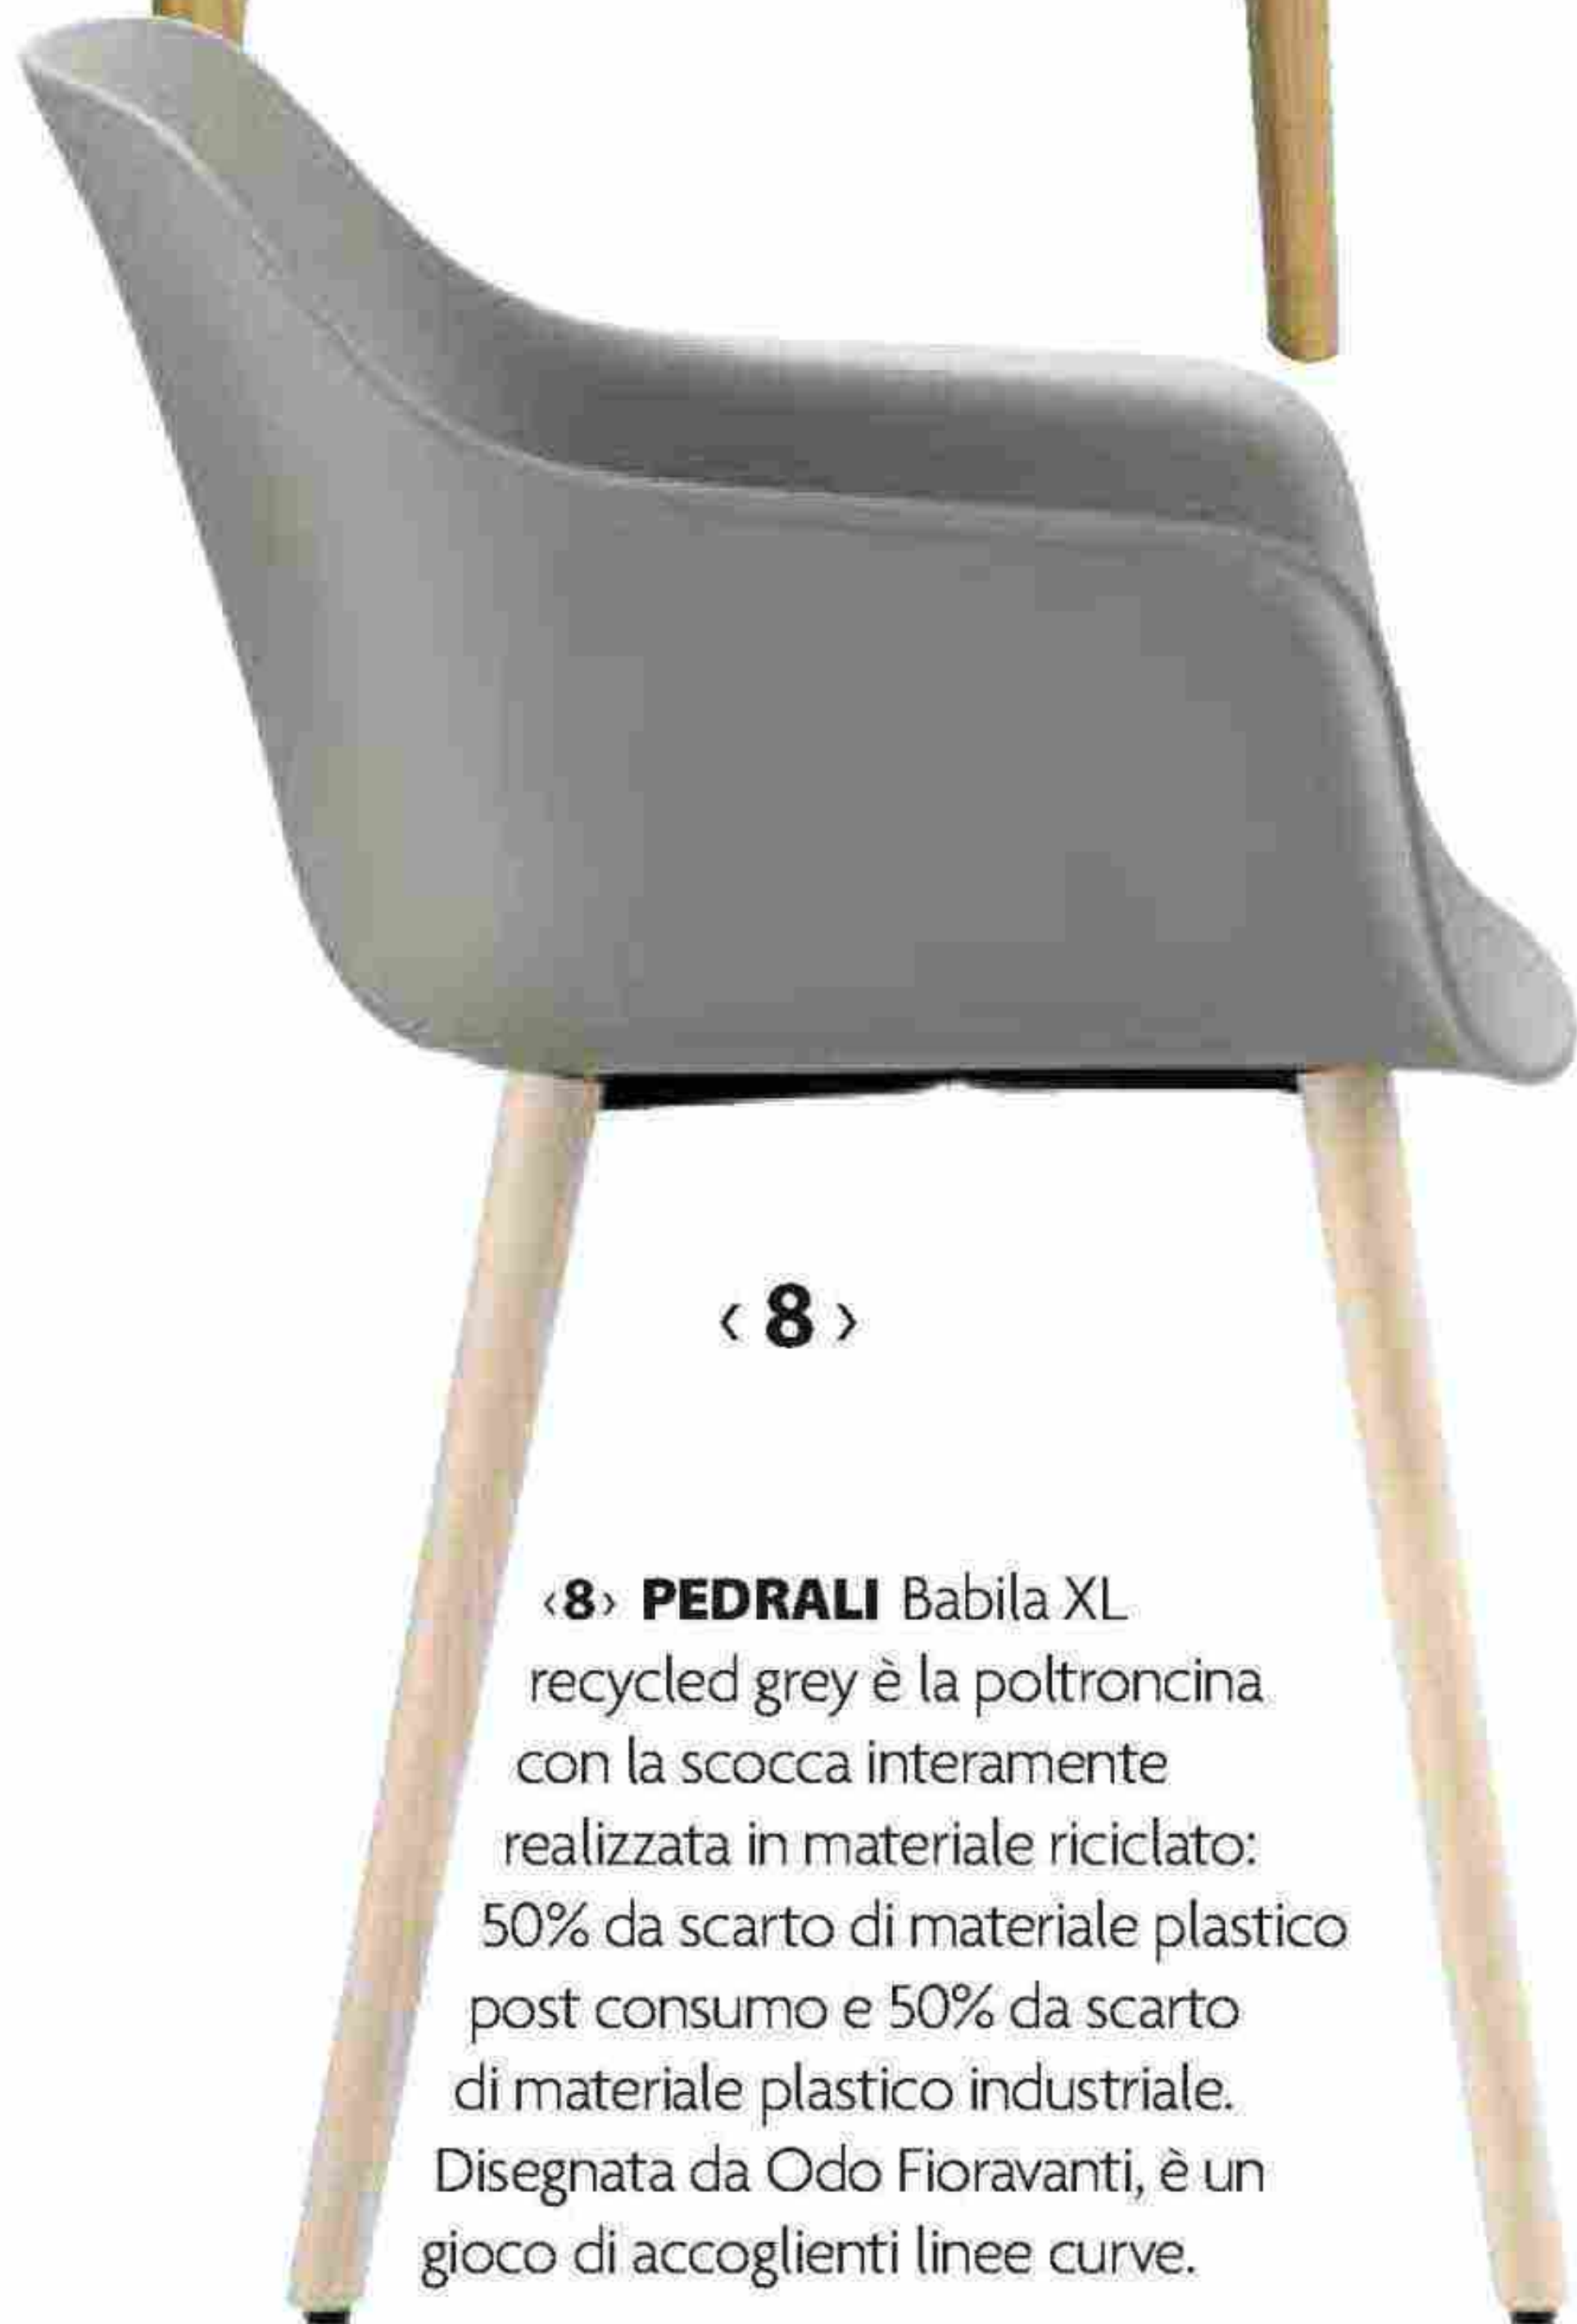 ‹ 8 ›
‹8› PEDRALI Babila XL
recycled grey è la poltroncina
con la scocca interamente
realizzata in materiale riciclato:
50% da scarto di materiale plastico
post consumo e 50% da scarto
di materiale plastico industriale.
Disegnata da Odo Fioravanti, è un
gioco di accoglienti linee curve.